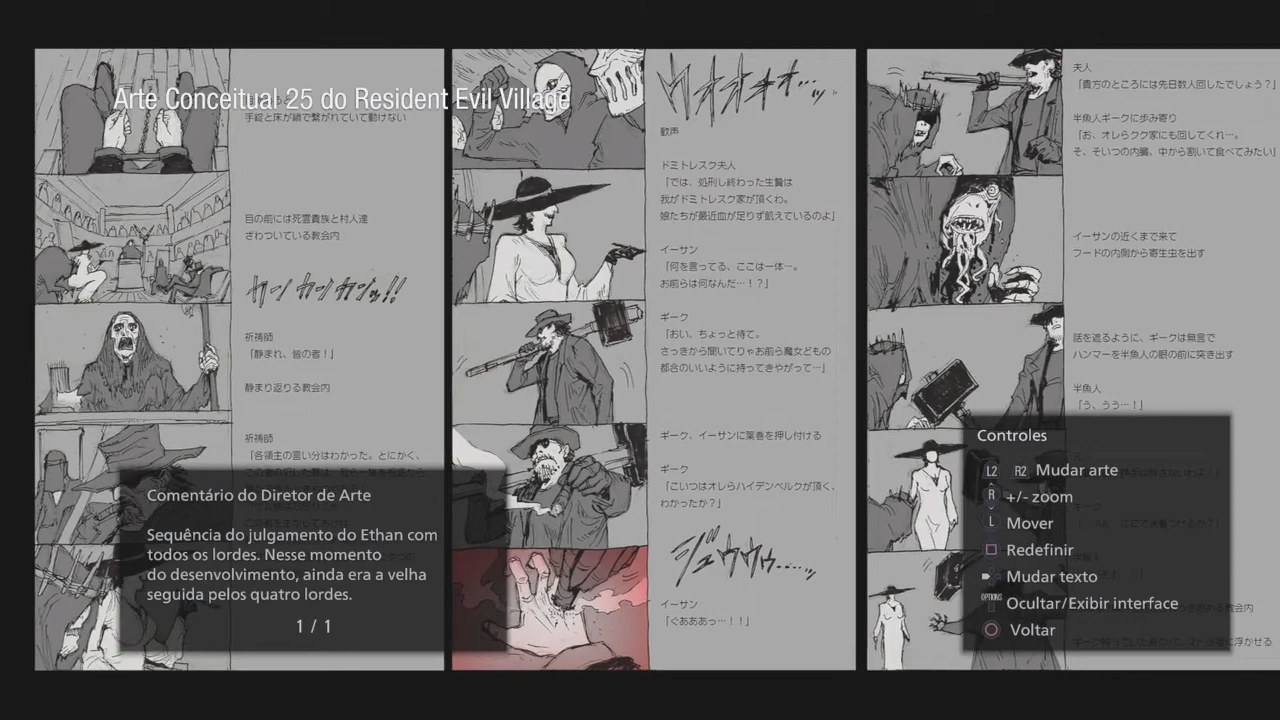 Arte Conceitual 25 do Resident Evil Village
手錠と床が鎖で繋がれていて動けない
目の前には死霊貴族と村人達
ざわついている教会内
カン カン カンッ!!
祈祷師
「静まれ、皆の者！」
静まり返る教会内
祈祷師
「各領主の言い分はわかった。とにかく、
ウオオオオオ…ッ
歓声
ドミトレスク夫人
「では、処刑し終わった生贄は
我がドミトレスク家が頂くわ。
娘たちが最近血が足りず飢えているのよ」
イーサン
「何を言ってる、ここは一体…。
お前らは何なんだ…！？」
ギーク
「おい、ちょっと待て。
さっきから聞いてりゃお前ら魔女どもの
都合のいいように持ってきやがって…」
ギーク、イーサンに葉巻を押し付ける
ギーク
「こいつはオレらハイデンベルクが頂く、
わかったか？」
ジュウウゥ....
イーサン
「ぐあああっ…！！」
夫人
「貴方のところには先日数人回したでしょう？」
半魚人ギークに歩み寄り
「お、オレらククク家にも回してくれ…。
そ、そいつの内臓、中から割いて食べてみたい」
イーサンの近くまで来て
フードの内側から寄生虫を出す
話を遮るように、ギークは無言で
ハンマーを半魚人の眼の前に突き出す
半魚人
「う、うう…！」
Comentário do Diretor de Arte
Sequência do julgamento do Ethan com
todos os lordes. Nesse momento
do desenvolvimento, ainda era a velha
seguida pelos quatro lordes.
1 / 1
Controles
L2 R2 Mudar arte
R +/- zoom
L Mover
Redefinir
Mudar texto
OPTIONS Ocultar/Exibir interface
Voltar